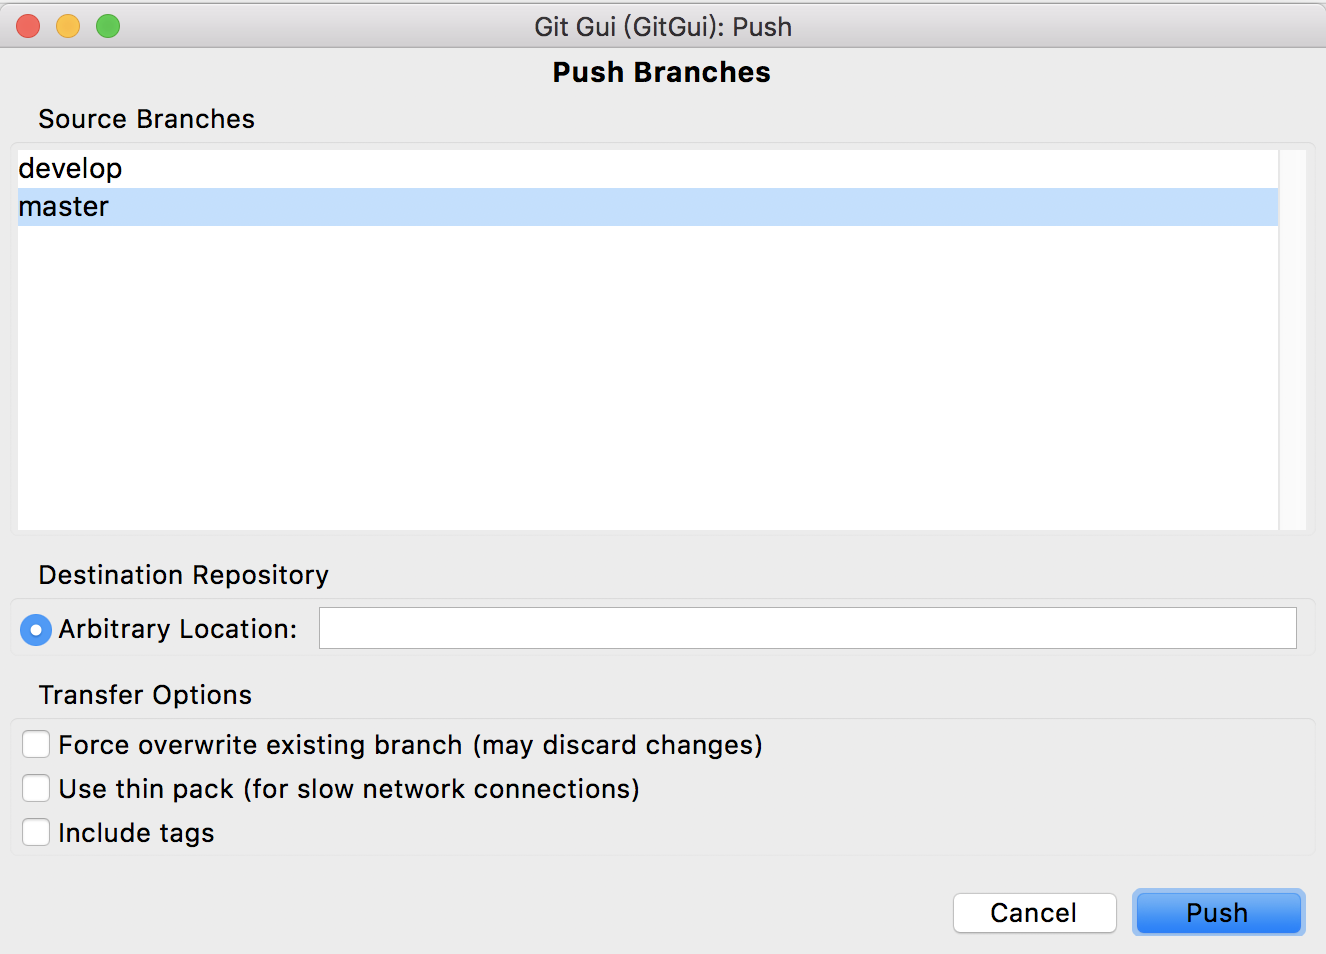 Git Gui (GitGui): Push
Push Branches
Source Branches
develop
master
Destination Repository
Arbitrary Location:
Transfer Options
Force overwrite existing branch (may discard changes)
Use thin pack (for slow network connections)
Include tags
Cancel Push